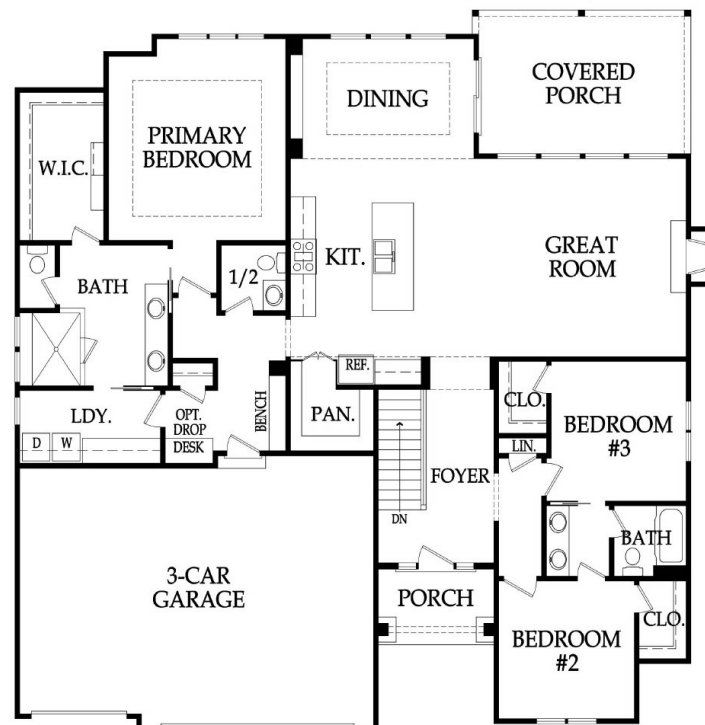 COVERED
PORCH
DINING
PRIMARY
BEDROOM
W.I.C.
KIT.
GREAT
ROOM
1/2
BATH
REF.
LDY.
OPT.
DROP
DESK
BENCH
PAN.
CLO.
BEDROOM
#3
D
W
LIN.
FOYER
DN
BATH
3-CAR
GARAGE
PORCH
BEDROOM
#2
CLO.